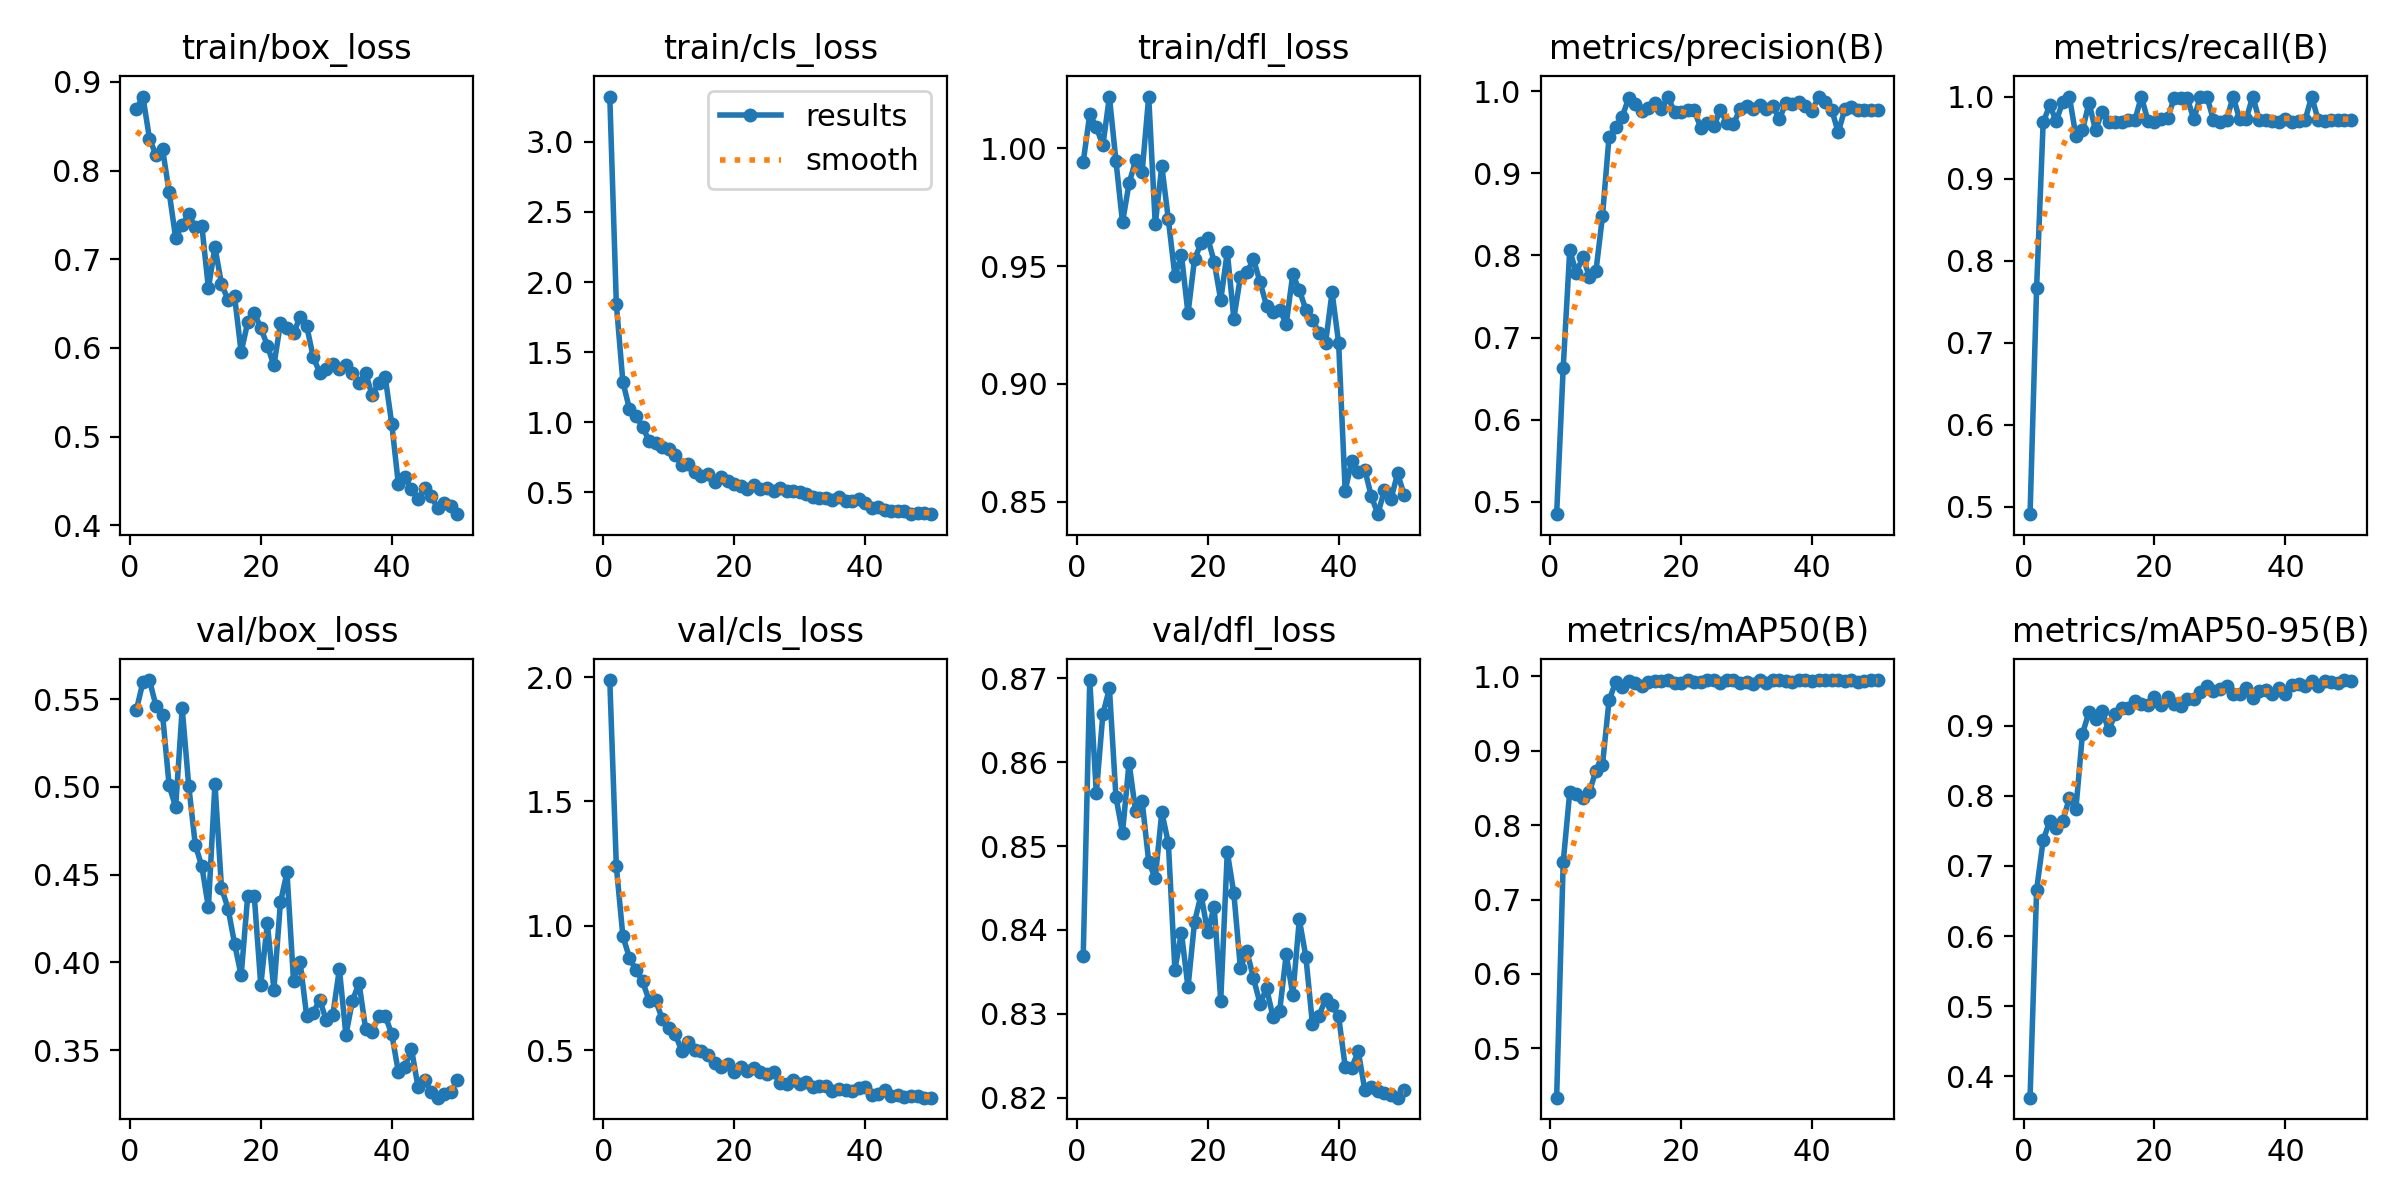 train/box_loss
0.9
0.8
0.7
0.6
0.5
0.4
0 20 40
train/cls_loss
results
smooth
3.0
2.5
2.0
1.5
1.0
0.5
0 20 40
train/dfl_loss
1.00
0.95
0.90
0.85
0 20 40
metrics/precision(B)
1.0
0.9
0.8
0.7
0.6
0.5
0 20 40
metrics/recall(B)
1.0
0.9
0.8
0.7
0.6
0.5
0 20 40
val/box_loss
0.55
0.50
0.45
0.40
0.35
0 20 40
val/cls_loss
2.0
1.5
1.0
0.5
0 20 40
val/dfl_loss
0.87
0.86
0.85
0.84
0.83
0.82
0 20 40
metrics/mAP50(B)
1.0
0.9
0.8
0.7
0.6
0.5
0 20 40
metrics/mAP50-95(B)
0.9
0.8
0.7
0.6
0.5
0.4
0 20 40